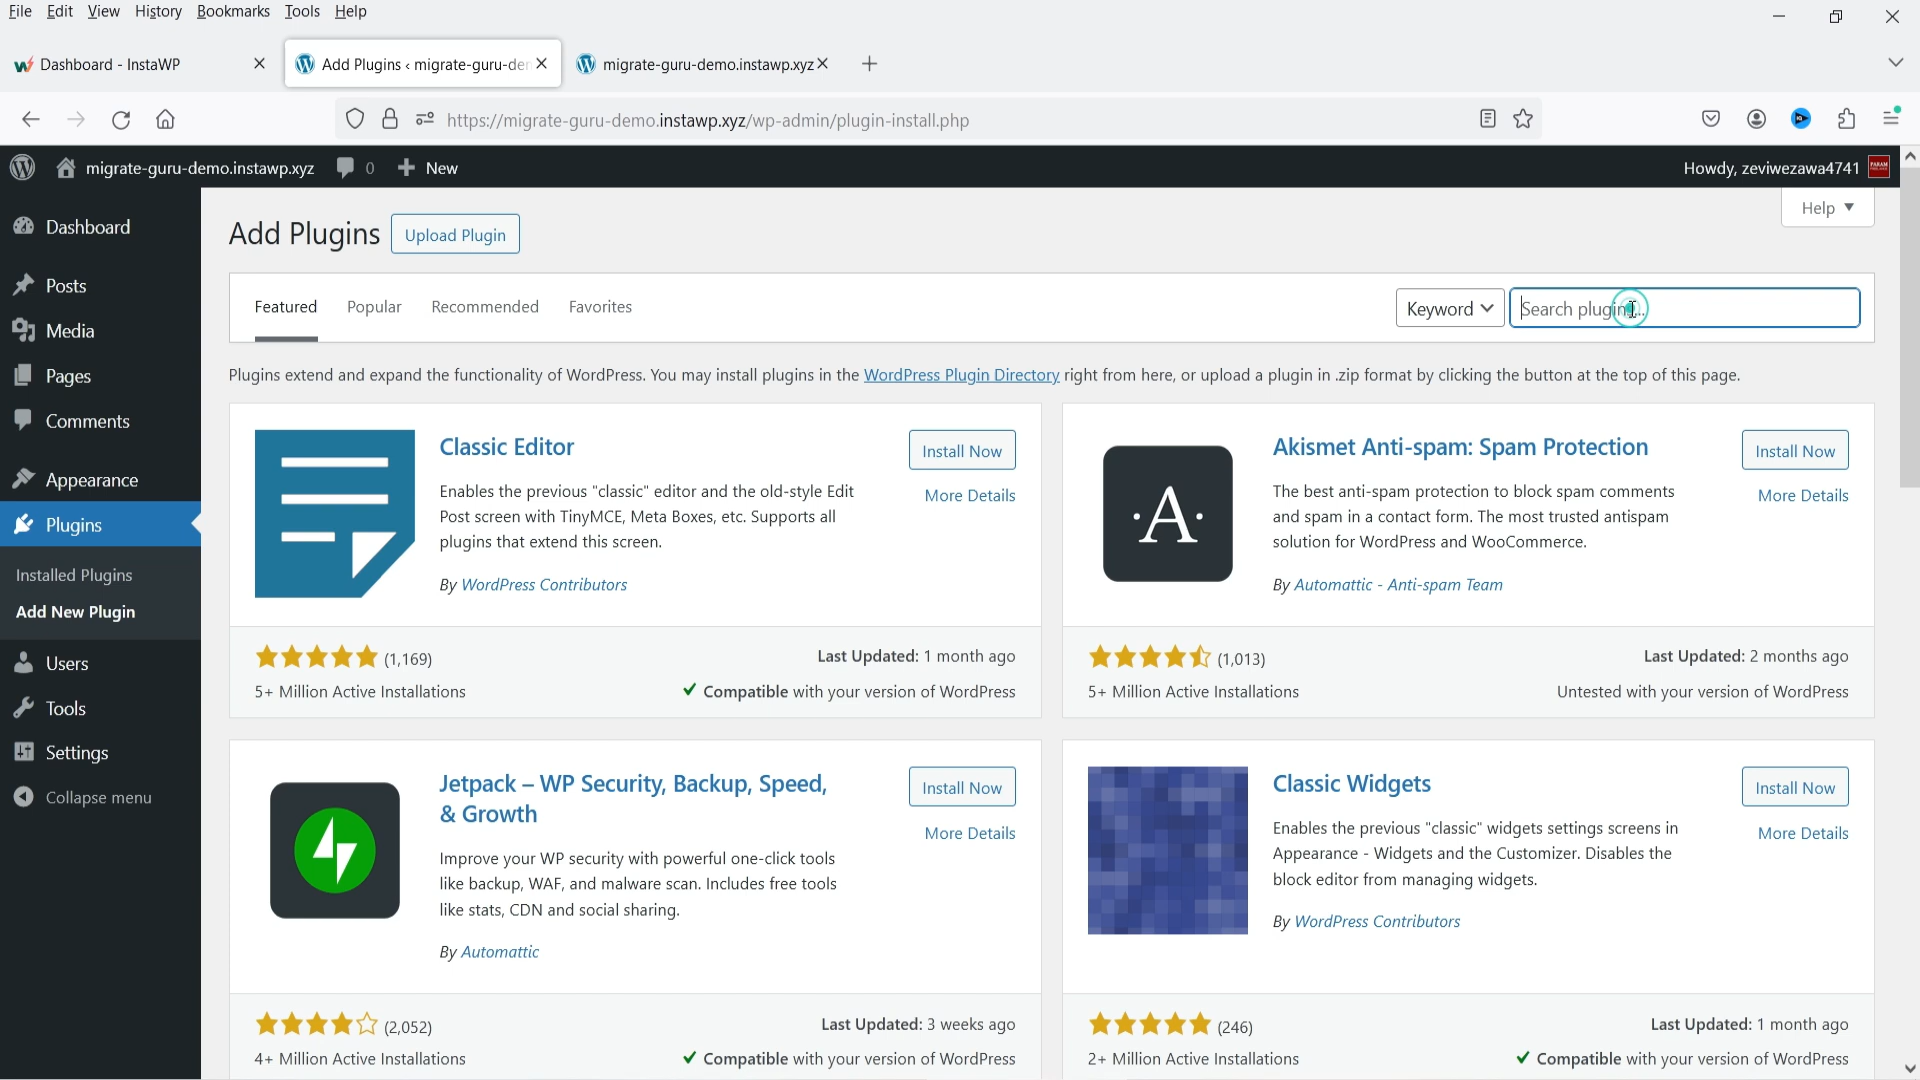 File Edit View History Bookmarks Tools Help
Dashboard - InstaWP
Add Plugins ‹ migrate-guru-de
migrate-guru-demo.instawp.xyz
https://migrate-guru-demo.instawp.xyz/wp-admin/plugin-install.php
migrate-guru-demo.instawp.xyz 0 New Howdy, zeviwezawa4741
Dashboard
Posts
Media
Pages
Comments
Appearance
Plugins
Installed Plugins
Add New Plugin
Users
Tools
Settings
Collapse menu
Help
Add Plugins Upload Plugin
Featured Popular Recommended Favorites Keyword Search plugins...
Plugins extend and expand the functionality of WordPress. You may install plugins in the WordPress Plugin Directory right from here, or upload a plugin in .zip format by clicking the button at the top of this page.
Classic Editor
Install Now
More Details
Enables the previous "classic" editor and the old-style Edit
Post screen with TinyMCE, Meta Boxes, etc. Supports all
plugins that extend this screen.
By WordPress Contributors
(1,169)
Last Updated: 1 month ago
5+ Million Active Installations
Compatible with your version of WordPress
·A·
Akismet Anti-spam: Spam Protection
Install Now
More Details
The best anti-spam protection to block spam comments
and spam in a contact form. The most trusted antispam
solution for WordPress and WooCommerce.
By Automattic - Anti-spam Team
(1,013)
Last Updated: 2 months ago
5+ Million Active Installations
Untested with your version of WordPress
Jetpack – WP Security, Backup, Speed,
& Growth
Install Now
More Details
Improve your WP security with powerful one-click tools
like backup, WAF, and malware scan. Includes free tools
like stats, CDN and social sharing.
By Automattic
(2,052)
Last Updated: 3 weeks ago
4+ Million Active Installations
Compatible with your version of WordPress
Classic Widgets
Install Now
More Details
Enables the previous "classic" widgets settings screens in
Appearance - Widgets and the Customizer. Disables the
block editor from managing widgets.
By WordPress Contributors
(246)
Last Updated: 1 month ago
2+ Million Active Installations
Compatible with your version of WordPress